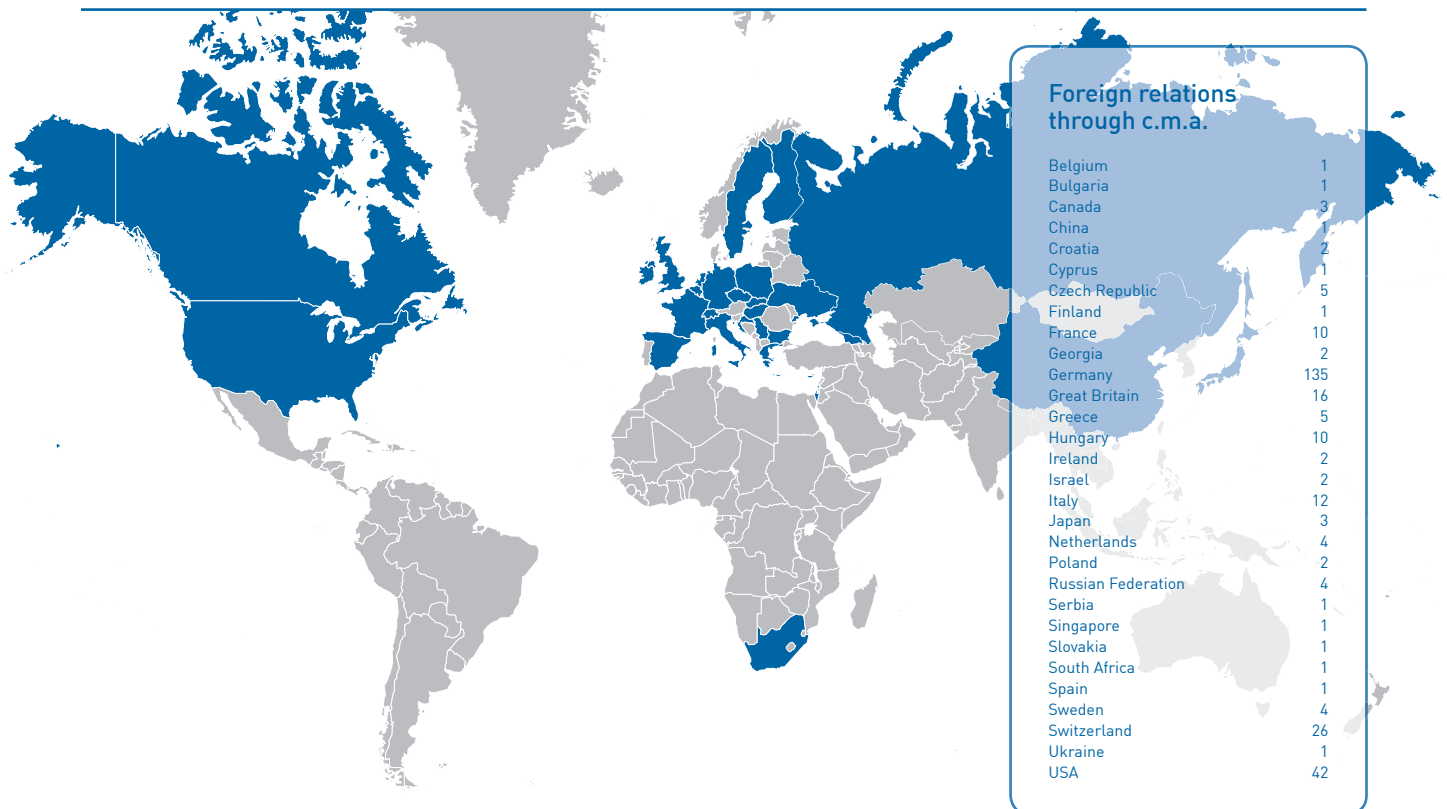 Foreign relations
through c.m.a.
Belgium 1
Bulgaria 1
Canada 3
China 1
Croatia 2
Cyprus 1
Czech Republic 5
Finland 1
France 10
Georgia 2
Germany 135
Great Britain 16
Greece 5
Hungary 10
Ireland 2
Israel 2
Italy 12
Japan 3
Netherlands 4
Poland 2
Russian Federation 4
Serbia 1
Singapore 1
Slovakia 1
South Africa 1
Spain 1
Sweden 4
Switzerland 26
Ukraine 1
USA 42